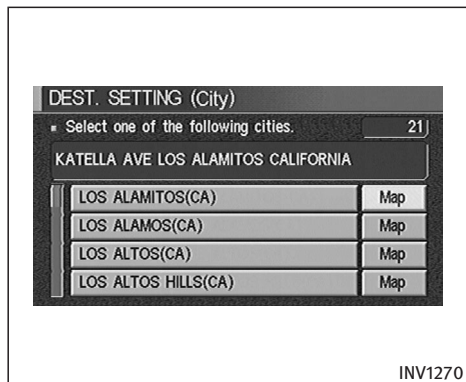 DEST. SETTING (City)
Select one of the following cities. 21
KATELLA AVE LOS ALAMITOS CALIFORNIA
LOS ALAMITOS(CA) Map
LOS ALAMOS(CA) Map
LOS ALTOS(CA) Map
LOS ALTOS HILLS(CA) Map
INV1270